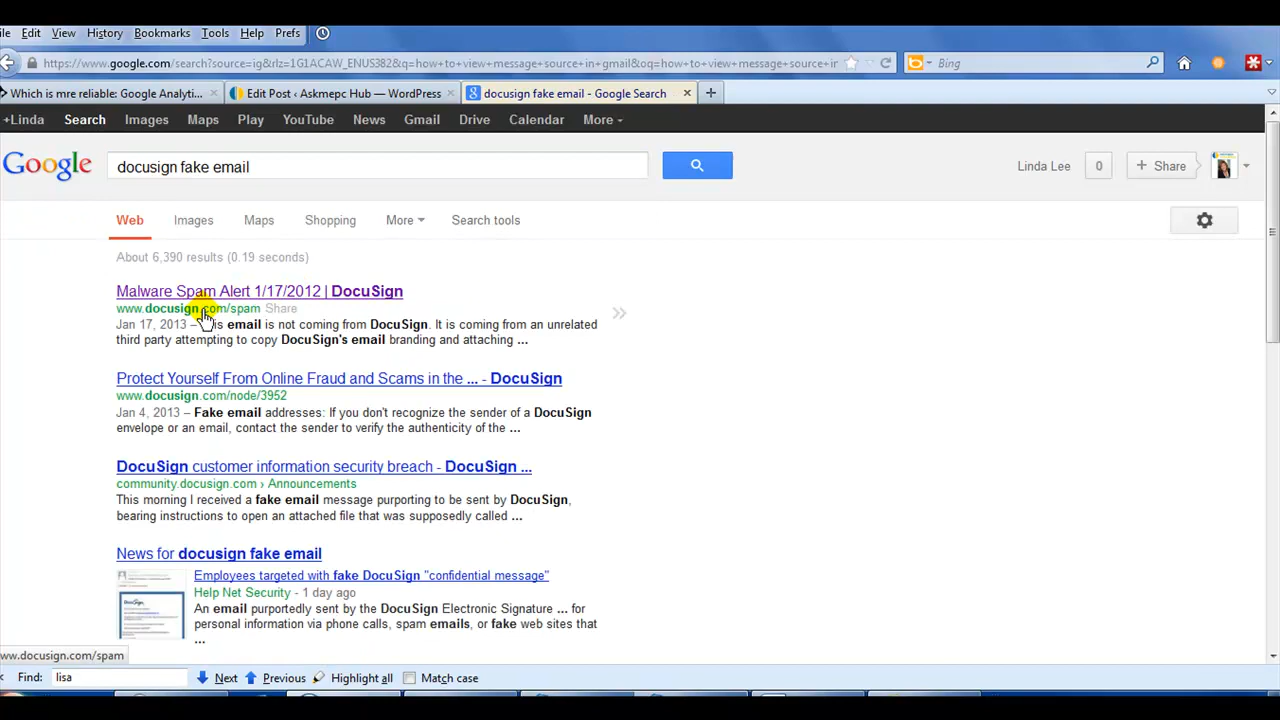 ile Edit View History Bookmarks Tools Help Prefs
https://www.google.com/search?source=ig&rlz=1G1ACAW_ENUS382&q=how+to+view+message+source+in+gmail&oq=how+to+view+message+source+ir
Bing
Which is mre reliable: Google Analyti... × Edit Post ‹ Askmepc Hub — WordPress × docusign fake email - Google Search × +
+Linda Search Images Maps Play YouTube News Gmail Drive Calendar More
Google docusign fake email Linda Lee 0 + Share
Web Images Maps Shopping More Search tools
About 6,390 results (0.19 seconds)
Malware Spam Alert 1/17/2012 | DocuSign
www.docusign.com/spam Share
Jan 17, 2013 – is email is not coming from DocuSign. It is coming from an unrelated
third party attempting to copy DocuSign's email branding and attaching ...
Protect Yourself From Online Fraud and Scams in the ... - DocuSign
www.docusign.com/node/3952
Jan 4, 2013 – Fake email addresses: If you don't recognize the sender of a DocuSign
envelope or an email, contact the sender to verify the authenticity of the ...
DocuSign customer information security breach - DocuSign ...
community.docusign.com › Announcements
This morning I received a fake email message purporting to be sent by DocuSign,
bearing instructions to open an attached file that was supposedly called ...
News for docusign fake email
Employees targeted with fake DocuSign "confidential message"
Help Net Security - 1 day ago
An email purportedly sent by the DocuSign Electronic Signature ... for
personal information via phone calls, spam emails, or fake web sites that
...
ww.docusign.com/spam
Find: lisa Next Previous Highlight all Match case